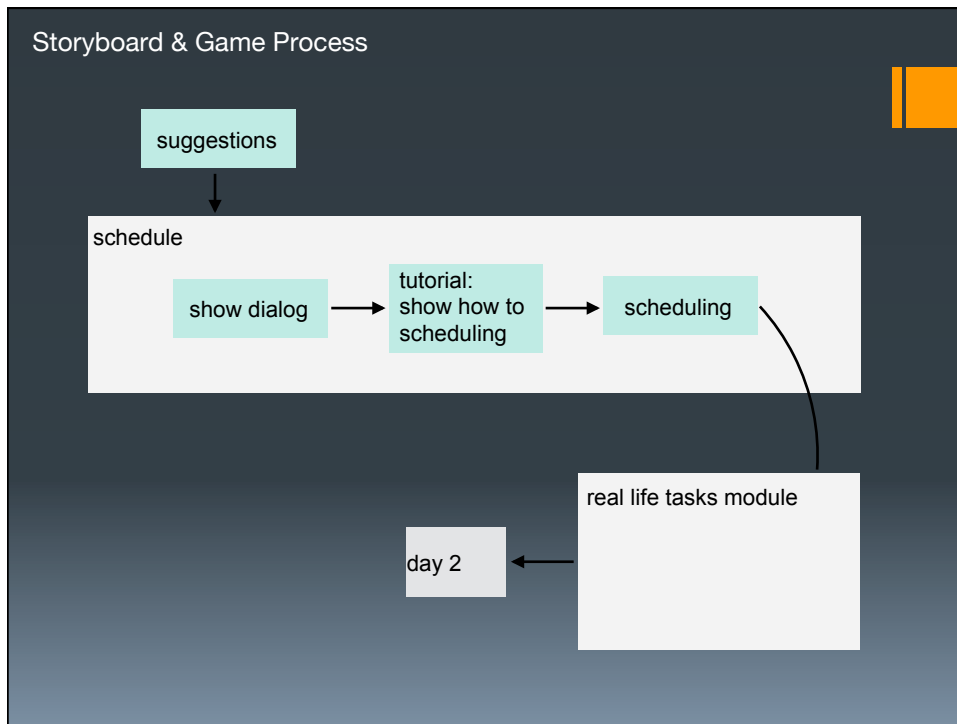 Storyboard & Game Process
suggestions
schedule
show dialog
tutorial:
show how to
scheduling
scheduling
real life tasks module
day 2